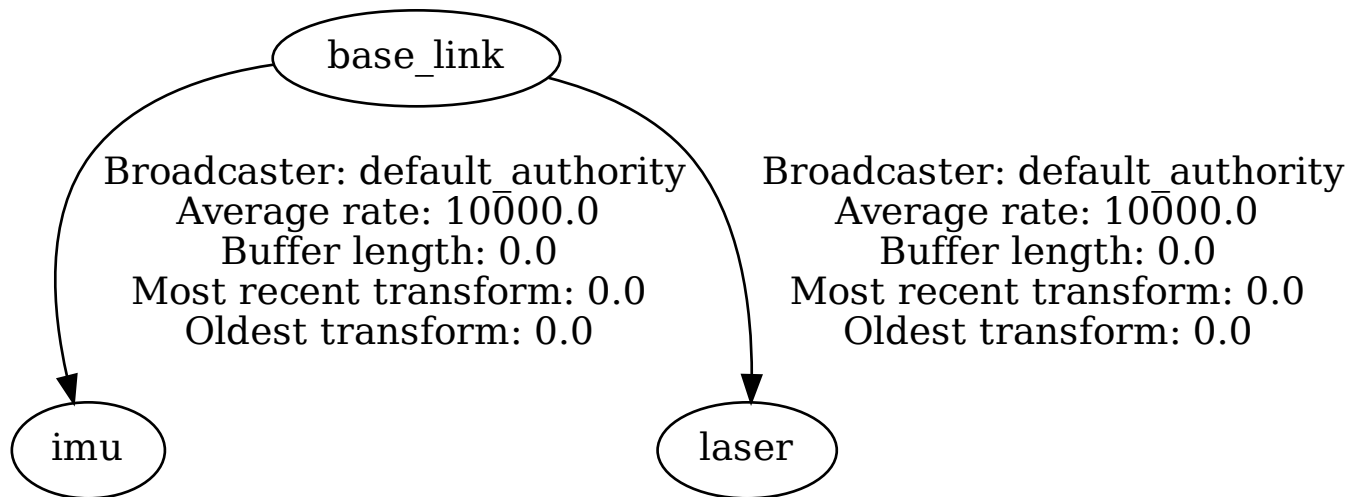 base_link
Broadcaster: default_authority
Average rate: 10000.0
Buffer length: 0.0
Most recent transform: 0.0
Oldest transform: 0.0
Broadcaster: default_authority
Average rate: 10000.0
Buffer length: 0.0
Most recent transform: 0.0
Oldest transform: 0.0
imu
laser